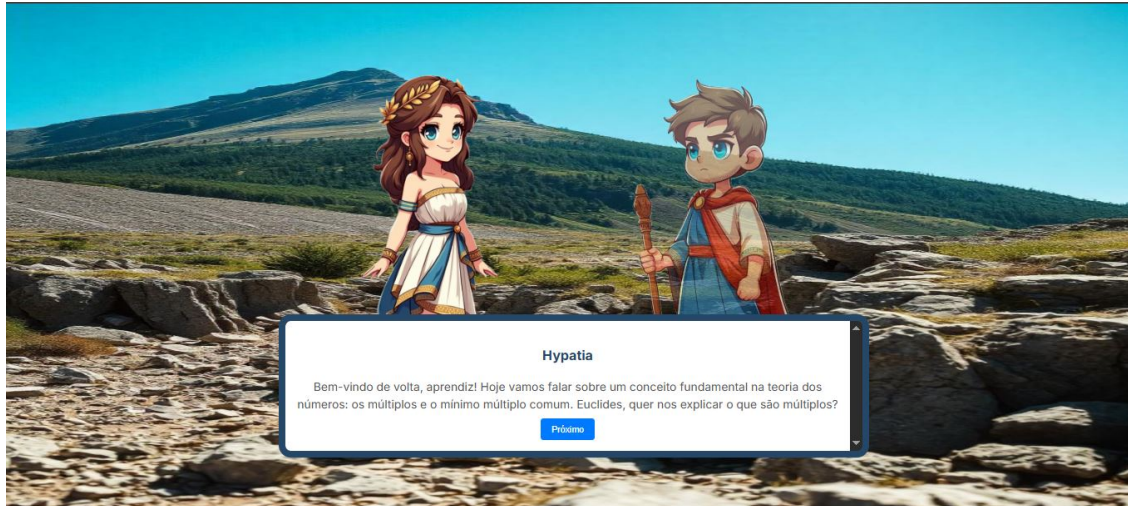 Hypatia
Bem-vindo de volta, aprendiz! Hoje vamos falar sobre um conceito fundamental na teoria dos
números: os múltiplos e o mínimo múltiplo comum. Euclides, quer nos explicar o que são múltiplos?
Próximo